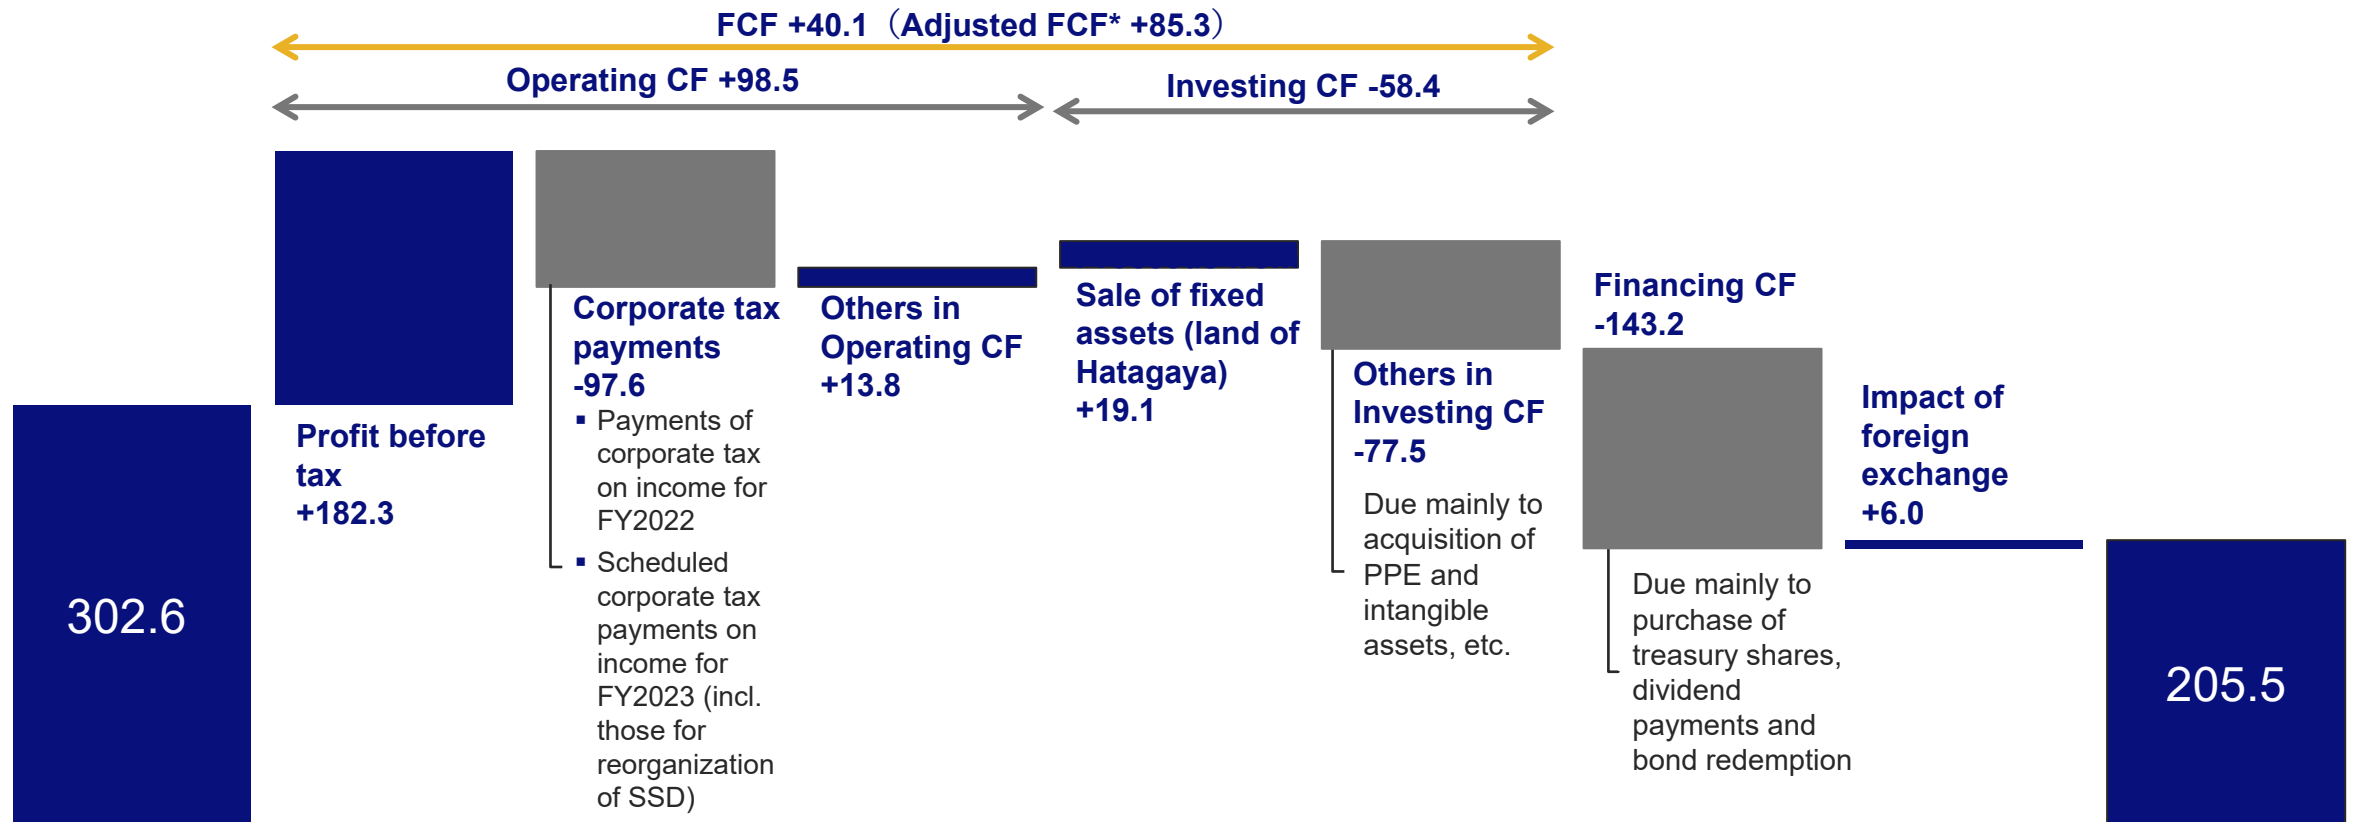 FCF +40.1（Adjusted FCF* +85.3）
Operating CF +98.5
Investing CF -58.4
302.6
Profit before
tax
+182.3
Corporate tax
payments
-97.6
▪ Payments of
corporate tax
on income for
FY2022
▪ Scheduled
corporate tax
payments on
income for
FY2023 (incl.
those for
reorganization
of SSD)
Others in
Operating CF
+13.8
Sale of fixed
assets (land of
Hatagaya)
+19.1
Others in
Investing CF
-77.5
Due mainly to
acquisition of
PPE and
intangible
assets, etc.
Financing CF
-143.2
Due mainly to
purchase of
treasury shares,
dividend
payments and
bond redemption
Impact of
foreign
exchange
+6.0
205.5